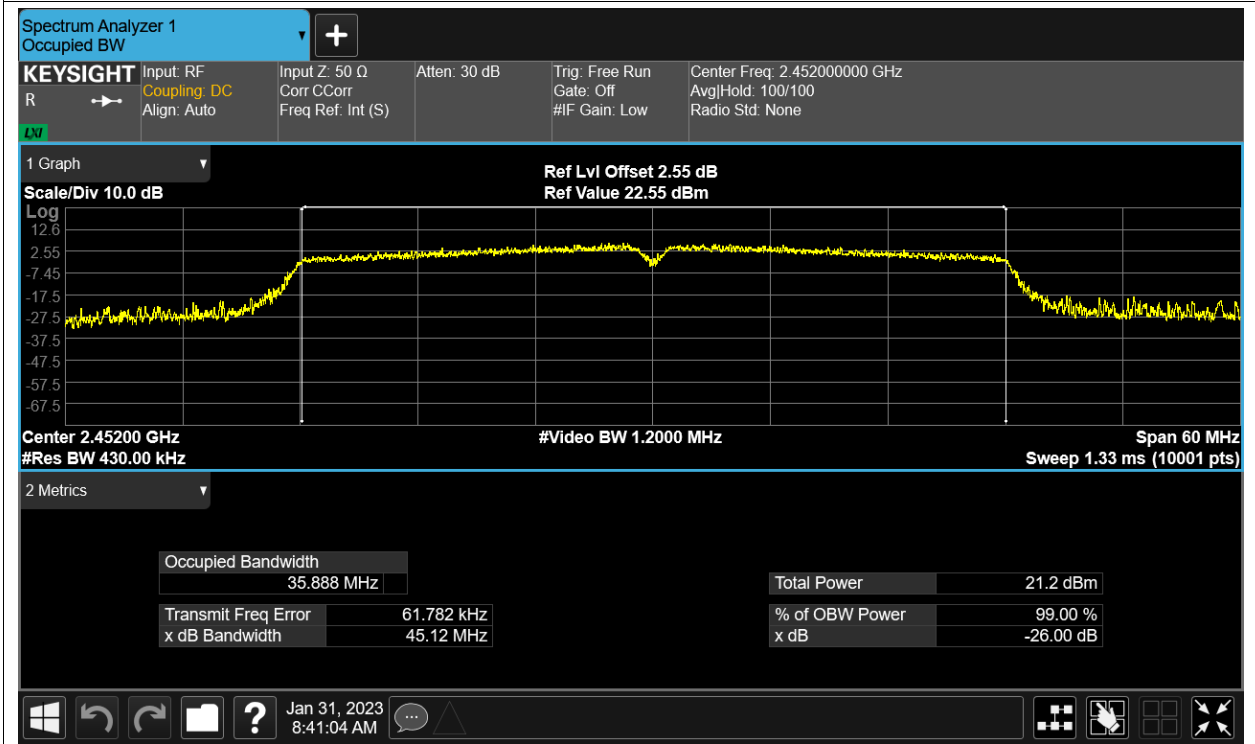 Spectrum Analyzer 1
Occupied BW
KEYSIGHT
R
LXI
Input: RF
Coupling: DC
Align: Auto
Input Z: 50 Ω
Corr CCorr
Freq Ref: Int (S)
Atten: 30 dB
Trig: Free Run
Gate: Off
#IF Gain: Low
Center Freq: 2.452000000 GHz
Avg|Hold: 100/100
Radio Std: None
1 Graph
Scale/Div 10.0 dB
Ref Lvl Offset 2.55 dB
Ref Value 22.55 dBm
Log
12.6
2.55
-7.45
-17.5
-27.5
-37.5
-47.5
-57.5
-67.5
Center 2.45200 GHz
#Video BW 1.2000 MHz
Span 60 MHz
#Res BW 430.00 kHz
Sweep 1.33 ms (10001 pts)
2 Metrics
Occupied Bandwidth
35.888 MHz
Total Power 21.2 dBm
Transmit Freq Error 61.782 kHz
% of OBW Power 99.00 %
x dB Bandwidth 45.12 MHz
x dB -26.00 dB
?
Jan 31, 2023
8:41:04 AM